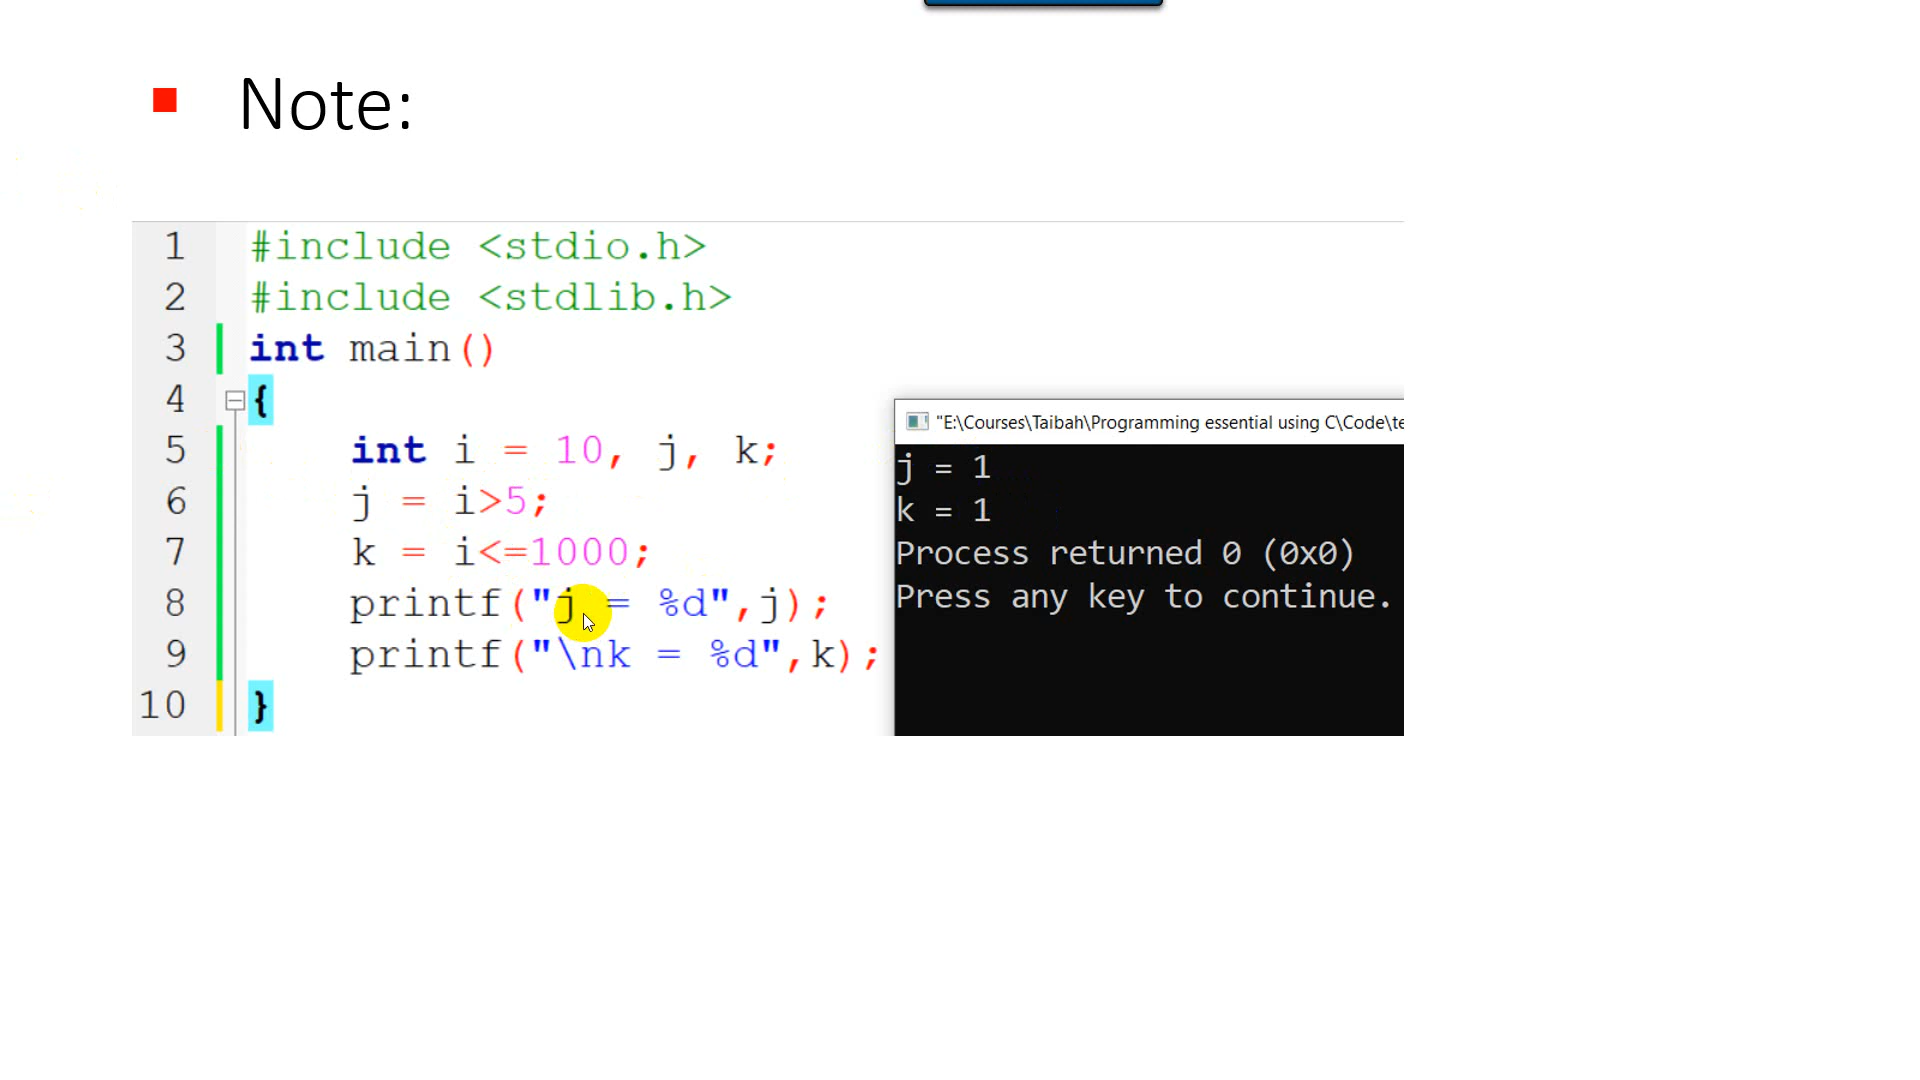 Note:
1 #include <stdio.h>
2 #include <stdlib.h>
3 int main()
4 {
5 int i = 10, j, k;
6 j = i>5;
7 k = i<=1000;
8 printf("j = %d",j);
9 printf("\nk = %d",k);
10 }
"E:\Courses\Taibah\Programming essential using C\Code\te
j = 1
k = 1
Process returned 0 (0x0)
Press any key to continue.